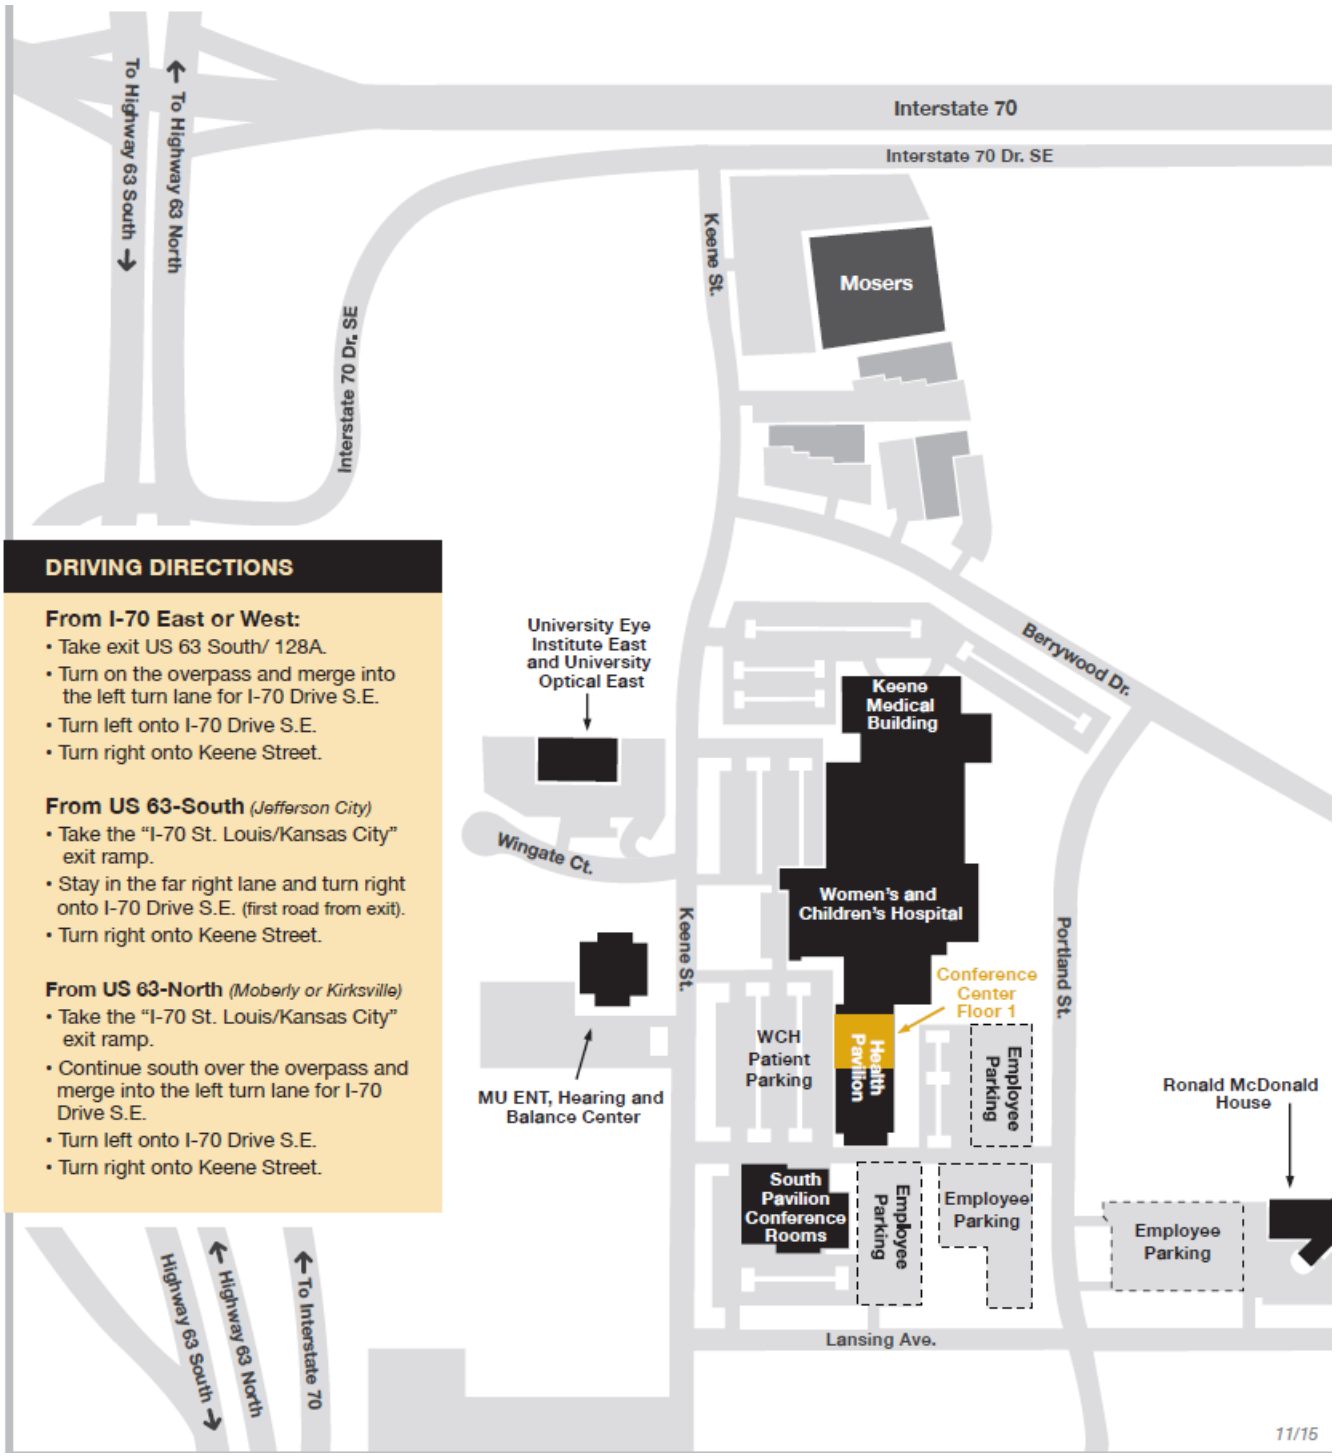 Interstate 70
Interstate 70 Dr. SE
To Highway 63 South
To Highway 63 North
Interstate 70 Dr. SE
Keene St.
Mosers
DRIVING DIRECTIONS
From I-70 East or West:
• Take exit US 63 South/ 128A.
• Turn on the overpass and merge into
the left turn lane for I-70 Drive S.E.
• Turn left onto I-70 Drive S.E.
• Turn right onto Keene Street.
From US 63-South (Jefferson City)
• Take the “I-70 St. Louis/Kansas City”
exit ramp.
• Stay in the far right lane and turn right
onto I-70 Drive S.E. (first road from exit).
• Turn right onto Keene Street.
From US 63-North (Moberly or Kirksville)
• Take the “I-70 St. Louis/Kansas City”
exit ramp.
• Continue south over the overpass and
merge into the left turn lane for I-70
Drive S.E.
• Turn left onto I-70 Drive S.E.
• Turn right onto Keene Street.
University Eye
Institute East
and University
Optical East
Berrywood Dr.
Keene
Medical
Building
Wingate Ct.
Women's and
Children's Hospital
Keene St.
Portland St.
Conference
Center
Floor 1
WCH
Patient
Parking
Health
Pavilion
Employee
Parking
MU ENT, Hearing and
Balance Center
Ronald McDonald
House
South
Pavilion
Conference
Rooms
Employee
Parking
Employee
Parking
Employee
Parking
Highway 63 South
Highway 63 North
To Interstate 70
Lansing Ave.
11/15